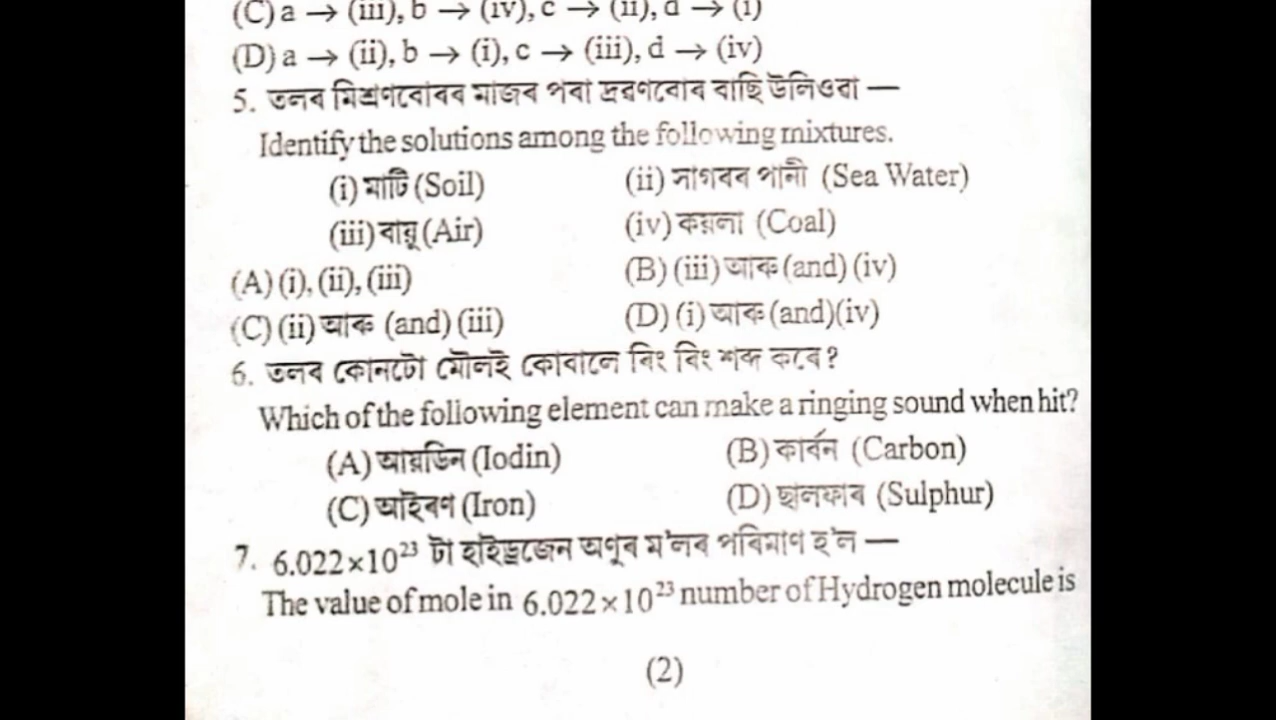 (C) a → (iii), b → (iv), c → (ii), d → (i)
(D) a → (ii), b → (i), c → (iii), d → (iv)
5. তলৰ মিশ্ৰণবোৰৰ মাজৰ পৰা দ্ৰৱণবোৰ বাছি উলিওৱা —
Identify the solutions among the following mixtures.
(i) মাটি (Soil) (ii) সাগৰৰ পানী (Sea Water)
(iii) বায়ু (Air) (iv) কয়লা (Coal)
(A) (i), (ii), (iii) (B) (iii) আৰু (and) (iv)
(C) (ii) আৰু (and) (iii) (D) (i) আৰু (and)(iv)
6. তলৰ কোনটো মৌলই কোবালে ৰিং ৰিং শব্দ কৰে?
Which of the following element can make a ringing sound when hit?
(A) আয়ডিন (Iodin) (B) কাৰ্বন (Carbon)
(C) আইৰণ (Iron) (D) ছালফাৰ (Sulphur)
7. 6.022×10²³ টা হাইড্ৰজেন অণুৰ ম'লৰ পৰিমাণ হ'ল —
The value of mole in 6.022×10²³ number of Hydrogen molecule is
(2)